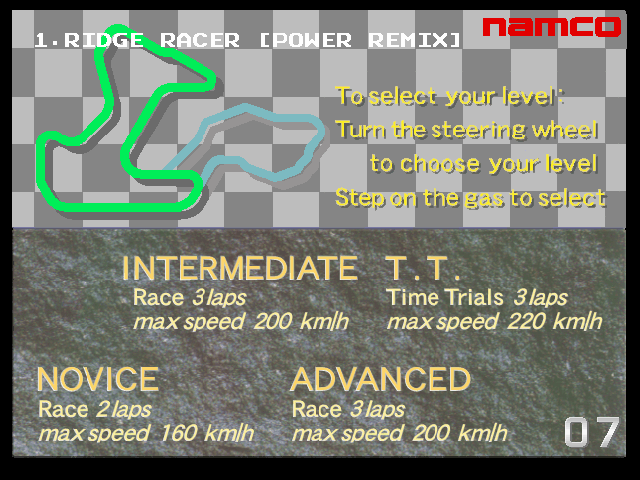 namco
1.RIDGE RACER [POWER REMIX]
To select your level:
Turn the steering wheel
to choose your level
Step on the gas to select
INTERMEDIATE
Race 3 laps
max speed 200 km/h
T.T.
Time Trials 3 laps
max speed 220 km/h
NOVICE
Race 2 laps
max speed 160 km/h
ADVANCED
Race 3 laps
max speed 200 km/h
07